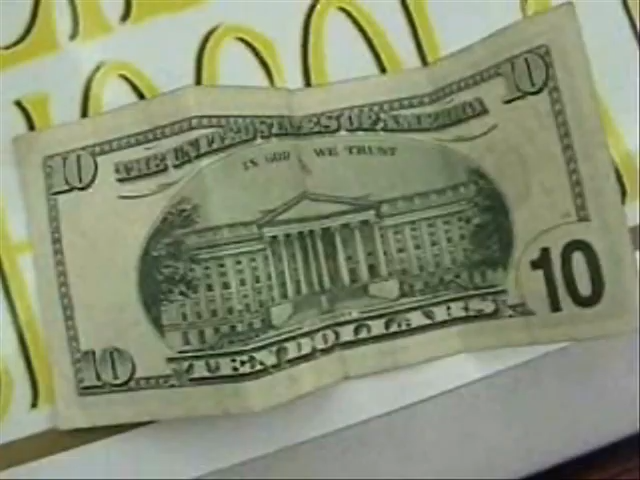 10 10
THE UNITED STATES OF AMERICA
IN GOD WE TRUST
10
10 TEN DOLLARS